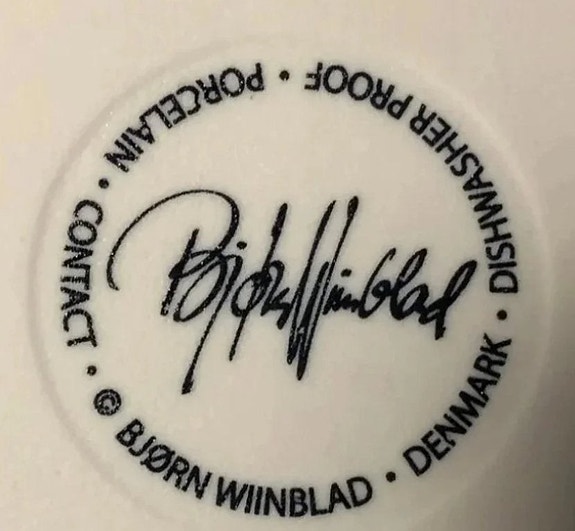 © BJØRN WIINBLAD • DENMARK • DISHWASHER PROOF • PORCELAIN • CONTACT •
Bjørn Wiinblad